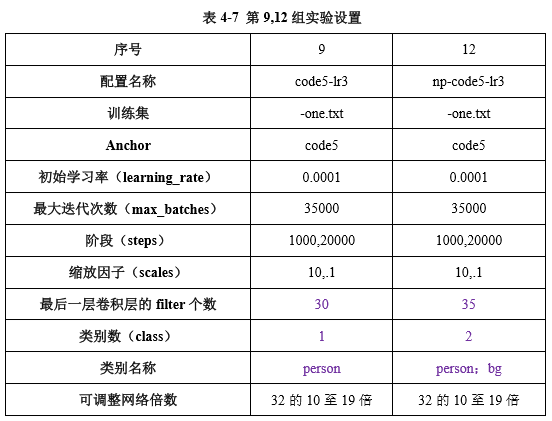 表 4-7 第 9,12 组实验设置
序号 9 12
配置名称 code5-lr3 np-code5-lr3
训练集 -one.txt -one.txt
Anchor code5 code5
初始学习率（learning_rate） 0.0001 0.0001
最大迭代次数（max_batches） 35000 35000
阶段（steps） 1000,20000 1000,20000
缩放因子（scales） 10,.1 10,.1
最后一层卷积层的 filter 个数 30 35
类别数（class） 1 2
类别名称 person person；bg
可调整网络倍数 32 的 10 至 19 倍 32 的 10 至 19 倍